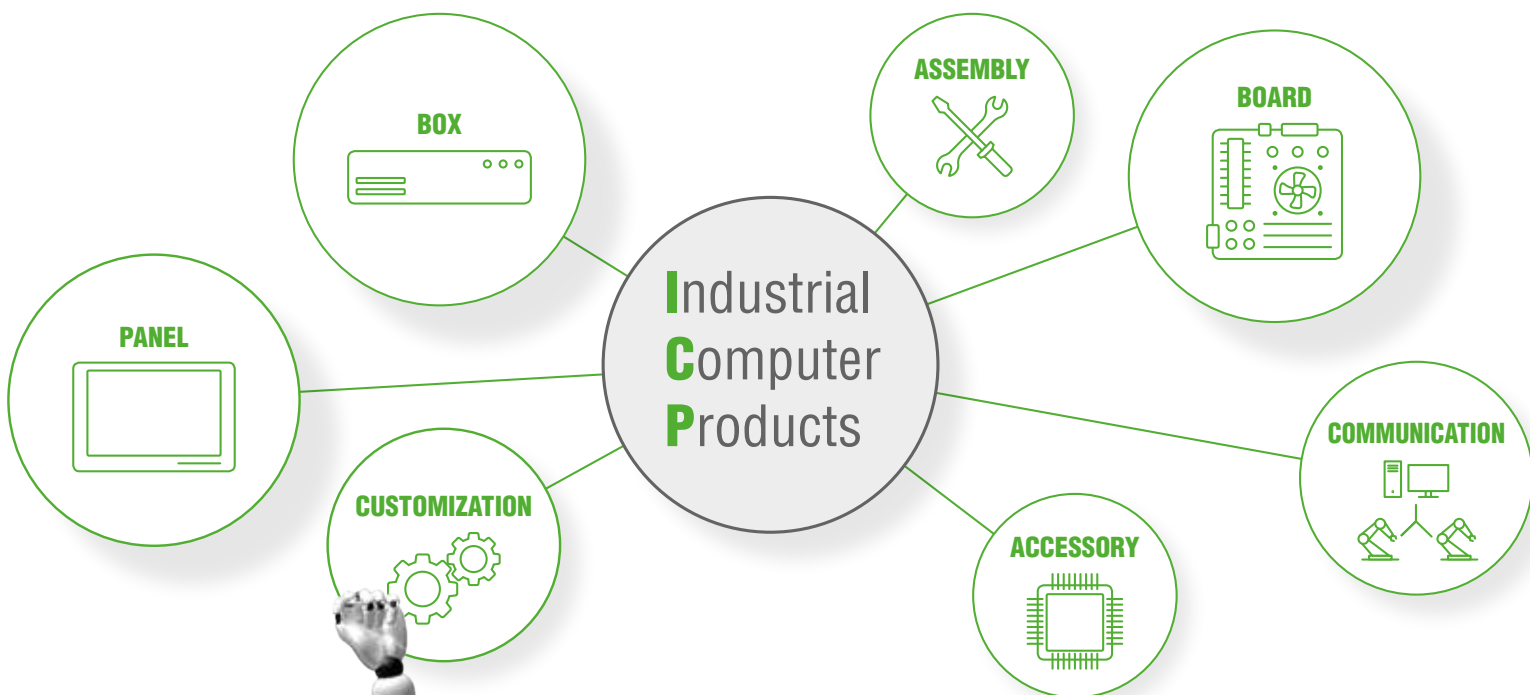 ASSEMBLY
BOARD
BOX
Industrial
Computer
Products
PANEL
COMMUNICATION
CUSTOMIZATION
ACCESSORY